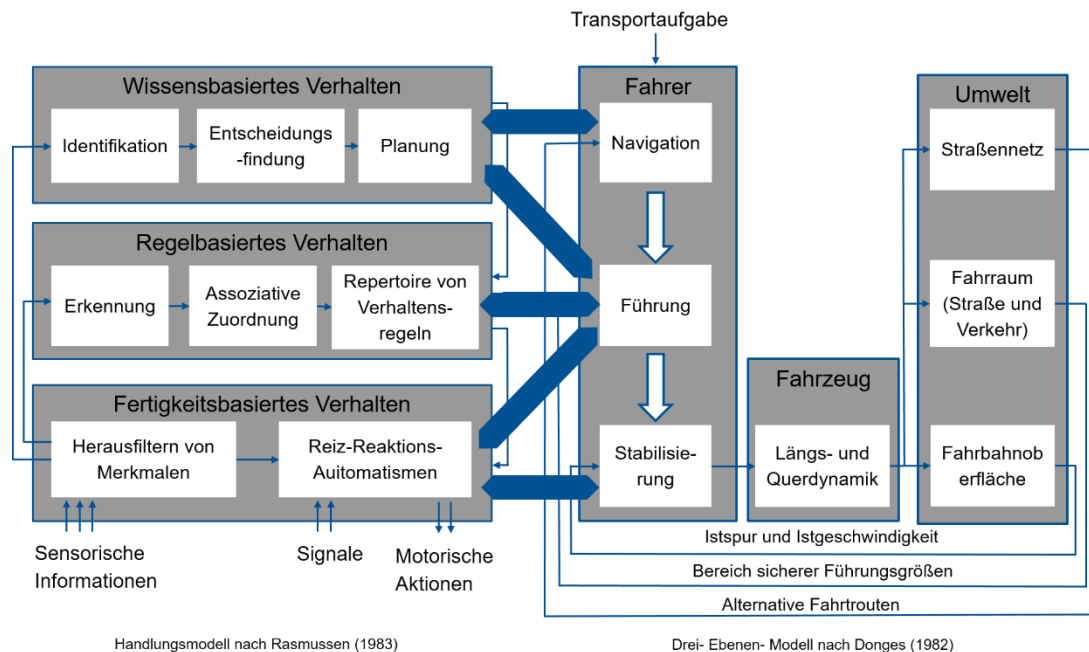 Transportaufgabe
Wissensbasiertes Verhalten
Identifikation
Entscheidungs
-findung
Planung
Regelbasiertes Verhalten
Erkennung
Assoziative
Zuordnung
Repertoire von
Verhaltens-
regeln
Fertigkeitsbasiertes Verhalten
Herausfiltern von
Merkmalen
Reiz-Reaktions-
Automatismen
Sensorische
Informationen
Signale
Motorische
Aktionen
Fahrer
Navigation
Führung
Stabilisie-
rung
Fahrzeug
Längs- und
Querdynamik
Umwelt
Straßennetz
Fahrraum
(Straße und
Verkehr)
Fahrbahnob
erfläche
Istspur und Istgeschwindigkeit
Bereich sicherer Führungsgrößen
Alternative Fahrtrouten
Handlungsmodell nach Rasmussen (1983)
Drei- Ebenen- Modell nach Donges (1982)